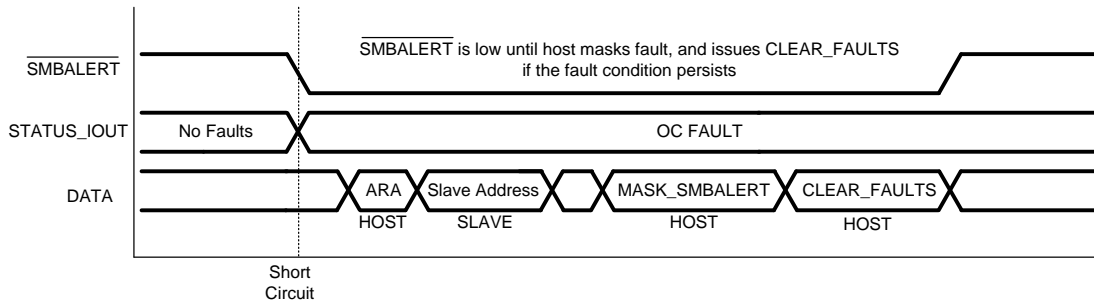 SMBALERT is low until host masks fault, and issues CLEAR_FAULTS
if the fault condition persists
SMBALERT
STATUS_IOUT
No Faults
OC FAULT
DATA
ARA
Slave Address
MASK_SMBALERT
CLEAR_FAULTS
HOST
SLAVE
HOST
HOST
Short
Circuit